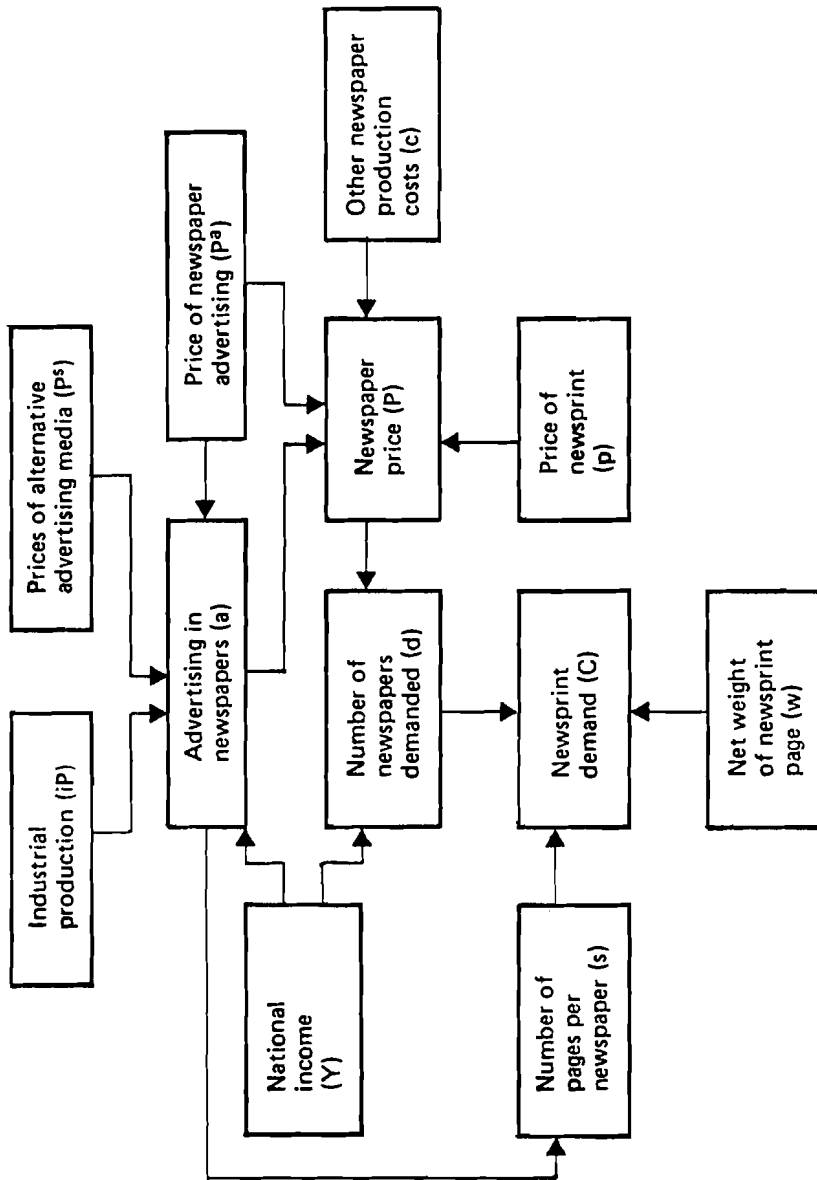 Industrial
production (iP)
Prices of alternative
advertising media (Pˢ)
Advertising in
newspapers (a)
Price of newspaper
advertising (Pᵃ)
National
income
(Y)
Number of
newspapers
demanded (d)
Newspaper
price (P)
Other newspaper
production
costs (c)
Number of
pages per
newspaper (s)
Newsprint
demand (C)
Price of
newsprint
(p)
Net weight
of newsprint
page (w)